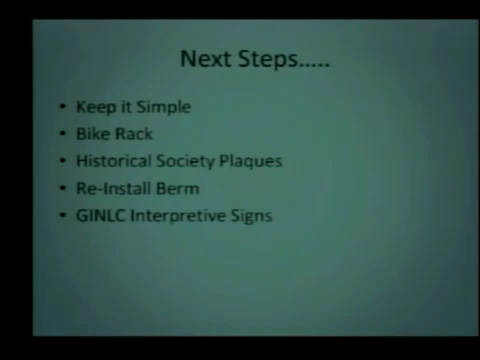 Next Steps.....
• Keep it Simple
• Bike Rack
• Historical Society Plaques
• Re-Install Berm
• GINLC Interpretive Signs